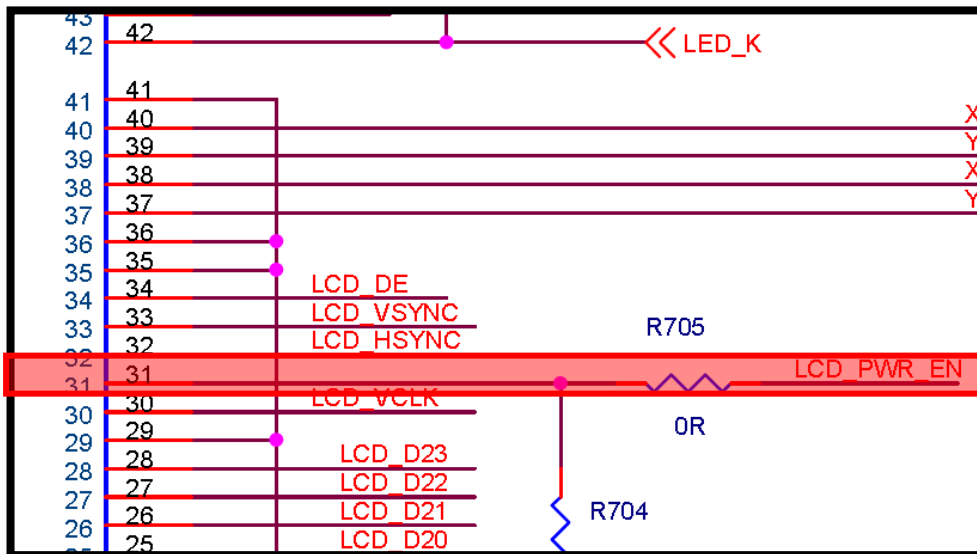 43
42 42 LED_K
41 41
40 40 X
39 39 Y
38 38 X
37 37 Y
36 36
35 35
34 34 LCD_DE
33 33 LCD_VSYNC
R705
32 32 LCD_HSYNC
31 31 LCD_PWR_EN
30 30 LCD_VCLK
0R
29 29
28 28 LCD_D23
27 27 LCD_D22
26 26 LCD_D21
R704
25 25 LCD_D20